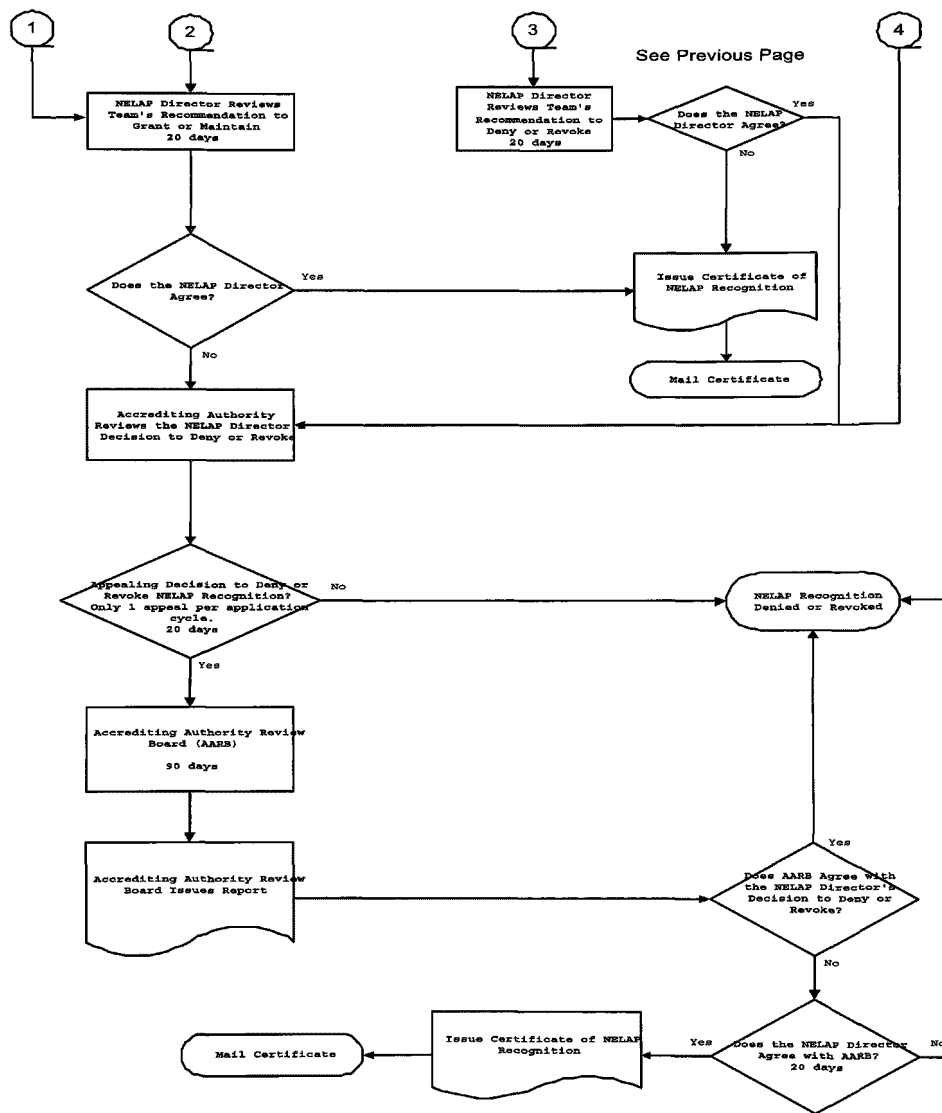 1
2
3
4
See Previous Page
NELAP Director Reviews
Team's Recommendation to
Grant or Maintain
20 days
NELAP Director
Reviews Team's
Recommendation to
Deny or Revoke
20 days
Does the NELAP
Director Agree?
Yes
No
Does the NELAP Director
Agree?
Yes
No
Issue Certificate of
NELAP Recognition
Mail Certificate
Accrediting Authority
Reviews the NELAP Director
Decision to Deny or Revoke
Appealing Decision to Deny or
Revoke NELAP Recognition?
Only 1 appeal per application
cycle.
20 days
No
Yes
NELAP Recognition
Denied or Revoked
Accrediting Authority Review
Board (AARB)
90 days
Accrediting Authority Review
Board Issues Report
Yes
Does AARB Agree with
the NELAP Director's
Decision to Deny or
Revoke?
No
Does the NELAP Director
Agree with AARB?
20 days
Yes
No
Issue Certificate of NELAP
Recognition
Mail Certificate